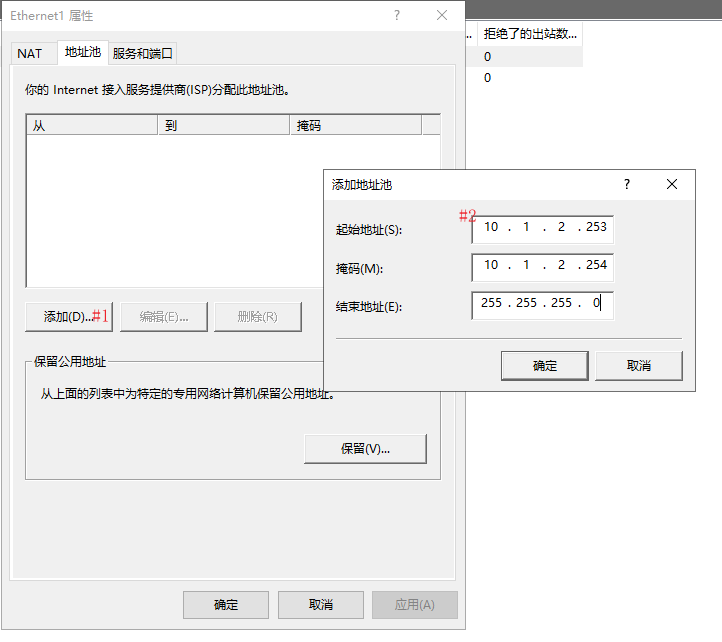 Ethernet1 属性
? ×
... 拒绝了的出站数...
0
0
NAT 地址池 服务和端口
你的 Internet 接入服务提供商(ISP)分配此地址池。
从 到 掩码
添加(D)...#1 编辑(E)... 删除(R)
保留公用地址
从上面的列表中为特定的专用网络计算机保留公用地址。
保留(V)...
确定 取消 应用(A)
添加地址池
? ×
#2
起始地址(S): 10 . 1 . 2 . 253
掩码(M): 10 . 1 . 2 . 254
结束地址(E): 255 . 255 . 255 . 0
确定 取消